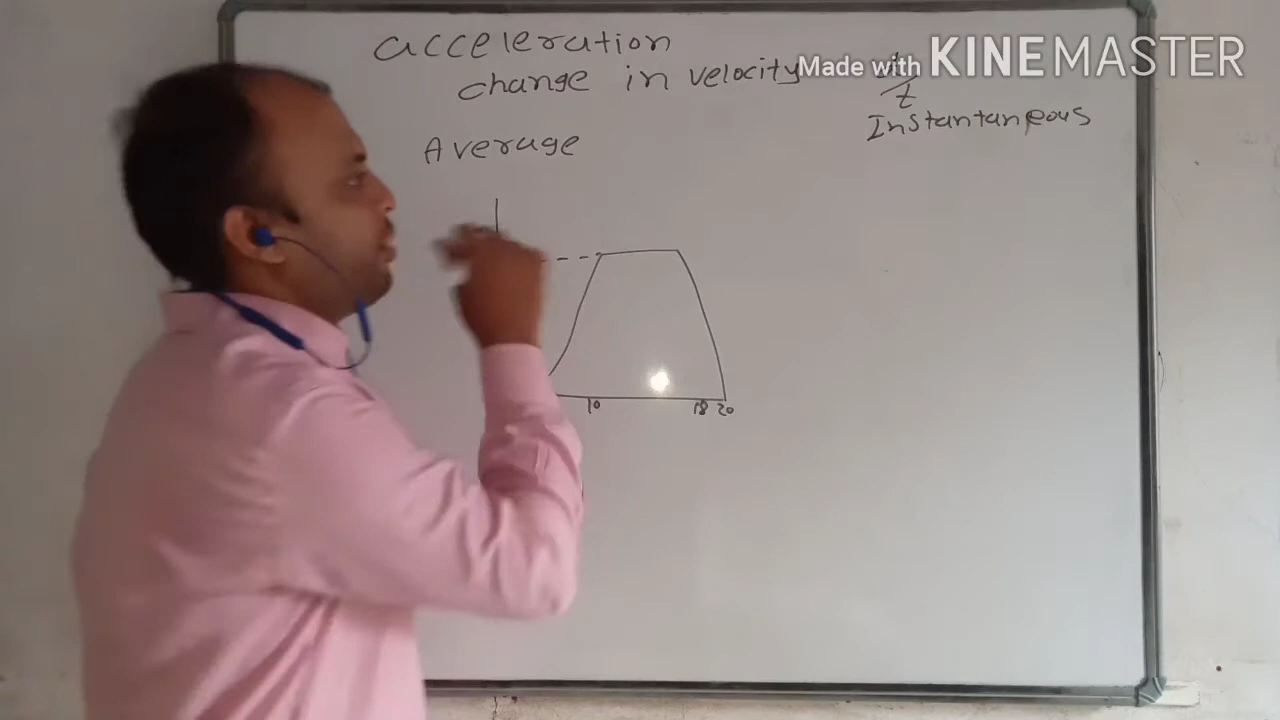 acceleration
change in velocity
t
Made with KINEMASTER
Instantaneous
Average
10 18 20